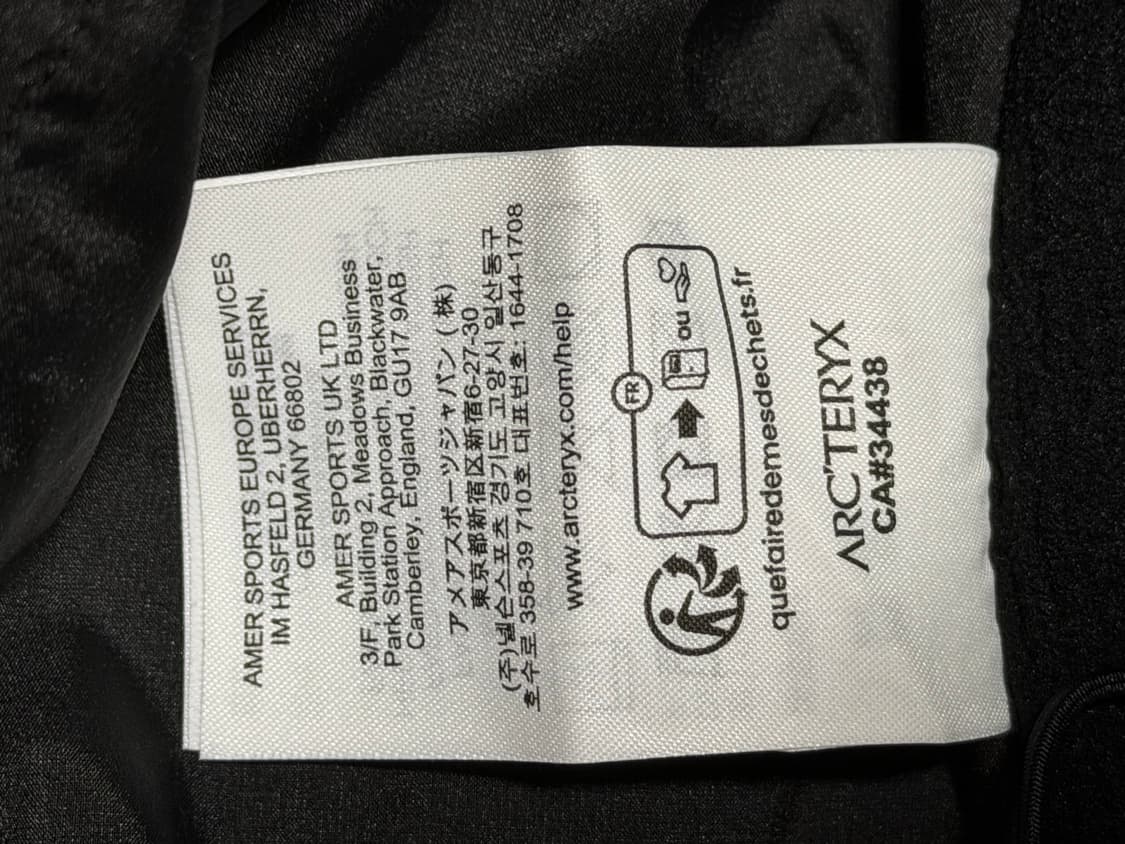 AMER SPORTS EUROPE SERVICES
IM HASFELD 2, UBERHERRN,
GERMANY 66802
AMER SPORTS UK LTD
3/F, Building 2, Meadows Business
Park Station Approach, Blackwater,
Camberley, England, GU17 9AB
アメアスポーツジャパン (株)
東京都新宿区新宿6-27-30
(주)넬슨스포츠 경기도 고양시 일산동구
호수로 358-39 710호 대표번호: 1644-1708
www.arcteryx.com/help
FR
ou
quefairedemesdechets.fr
ARC'TERYX
CA#34438